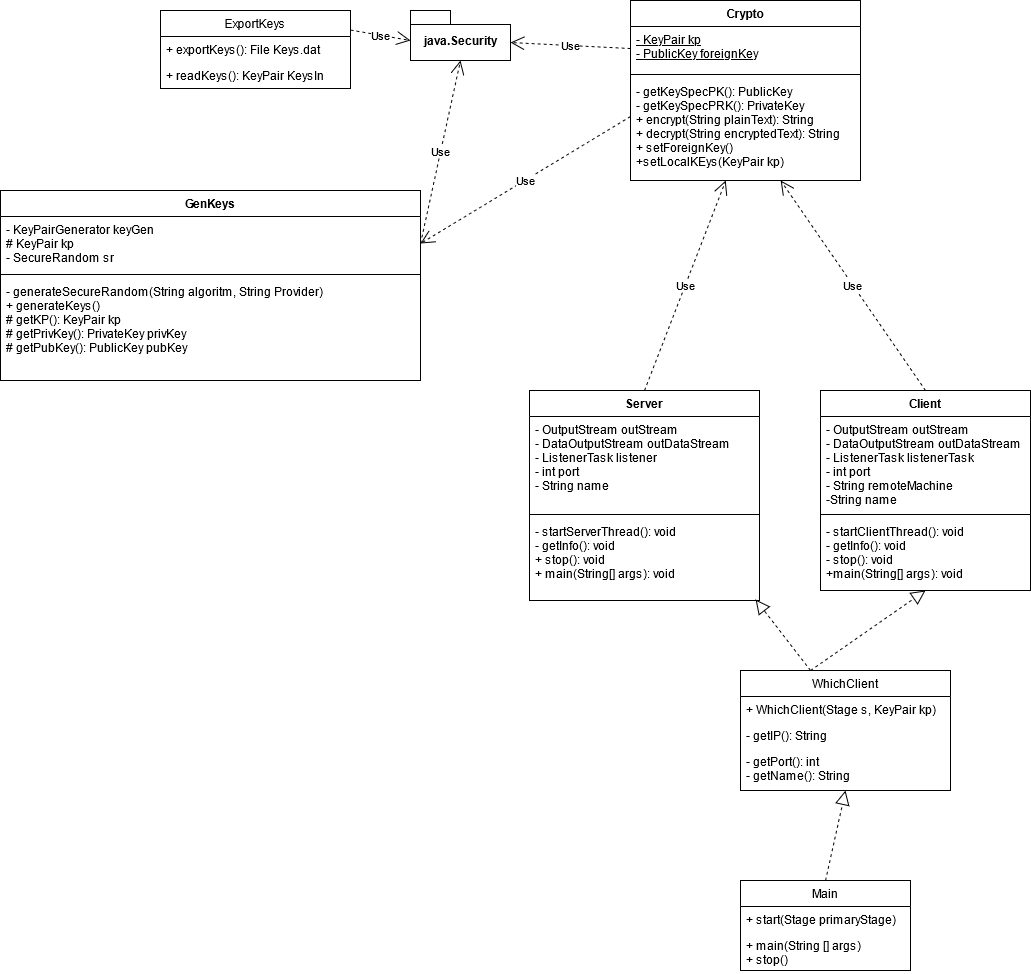 ExportKeys
+ exportKeys(): File Keys.dat
+ readKeys(): KeyPair KeysIn
Use
java.Security
Use
Crypto
- KeyPair kp
- PublicKey foreignKey
- getKeySpecPK(): PublicKey
- getKeySpecPRK(): PrivateKey
+ encrypt(String plainText): String
+ decrypt(String encryptedText): String
+ setForeignKey()
+setLocalKEys(KeyPair kp)
Use
Use
GenKeys
- KeyPairGenerator keyGen
# KeyPair kp
- SecureRandom sr
- generateSecureRandom(String algoritm, String Provider)
+ generateKeys()
# getKP(): KeyPair kp
# getPrivKey(): PrivateKey privKey
# getPubKey(): PublicKey pubKey
Use
Use
Server
- OutputStream outStream
- DataOutputStream outDataStream
- ListenerTask listener
- int port
- String name
- startServerThread(): void
- getInfo(): void
+ stop(): void
+ main(String[] args): void
Client
- OutputStream outStream
- DataOutputStream outDataStream
- ListenerTask listenerTask
- int port
- String remoteMachine
-String name
- startClientThread(): void
- getInfo(): void
- stop(): void
+main(String[] args): void
WhichClient
+ WhichClient(Stage s, KeyPair kp)
- getIP(): String
- getPort(): int
- getName(): String
Main
+ start(Stage primaryStage)
+ main(String [] args)
+ stop()